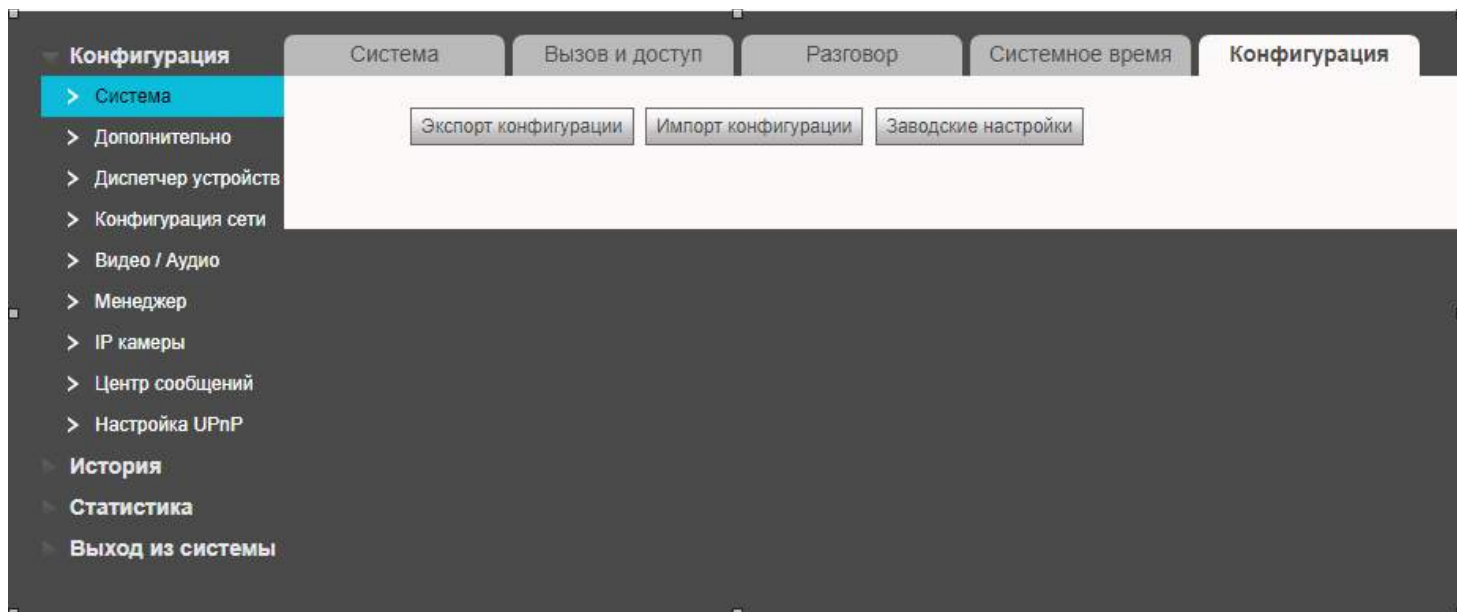 Конфигурация
Система
Дополнительно
Диспетчер устройств
Конфигурация сети
Видео / Аудио
Менеджер
IP камеры
Центр сообщений
Настройка UPnP
История
Статистика
Выход из системы
Система Вызов и доступ Разговор Системное время Конфигурация
Экспорт конфигурации Импорт конфигурации Заводские настройки